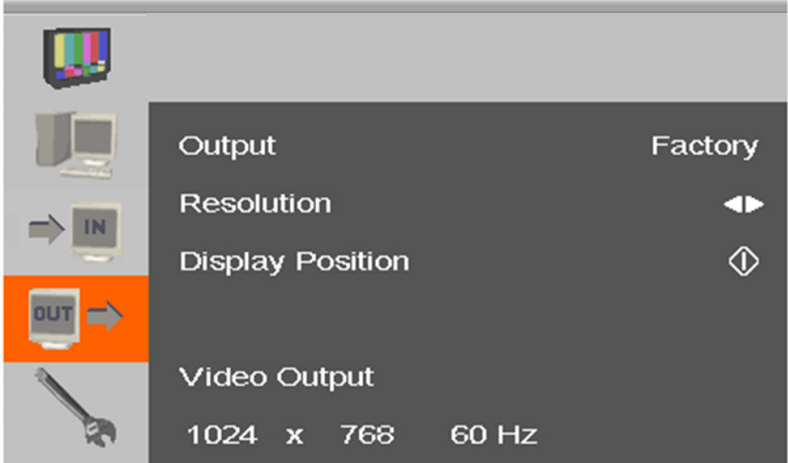 Output Factory
Resolution
IN
Display Position
OUT
Video Output
1024 x 768 60 Hz